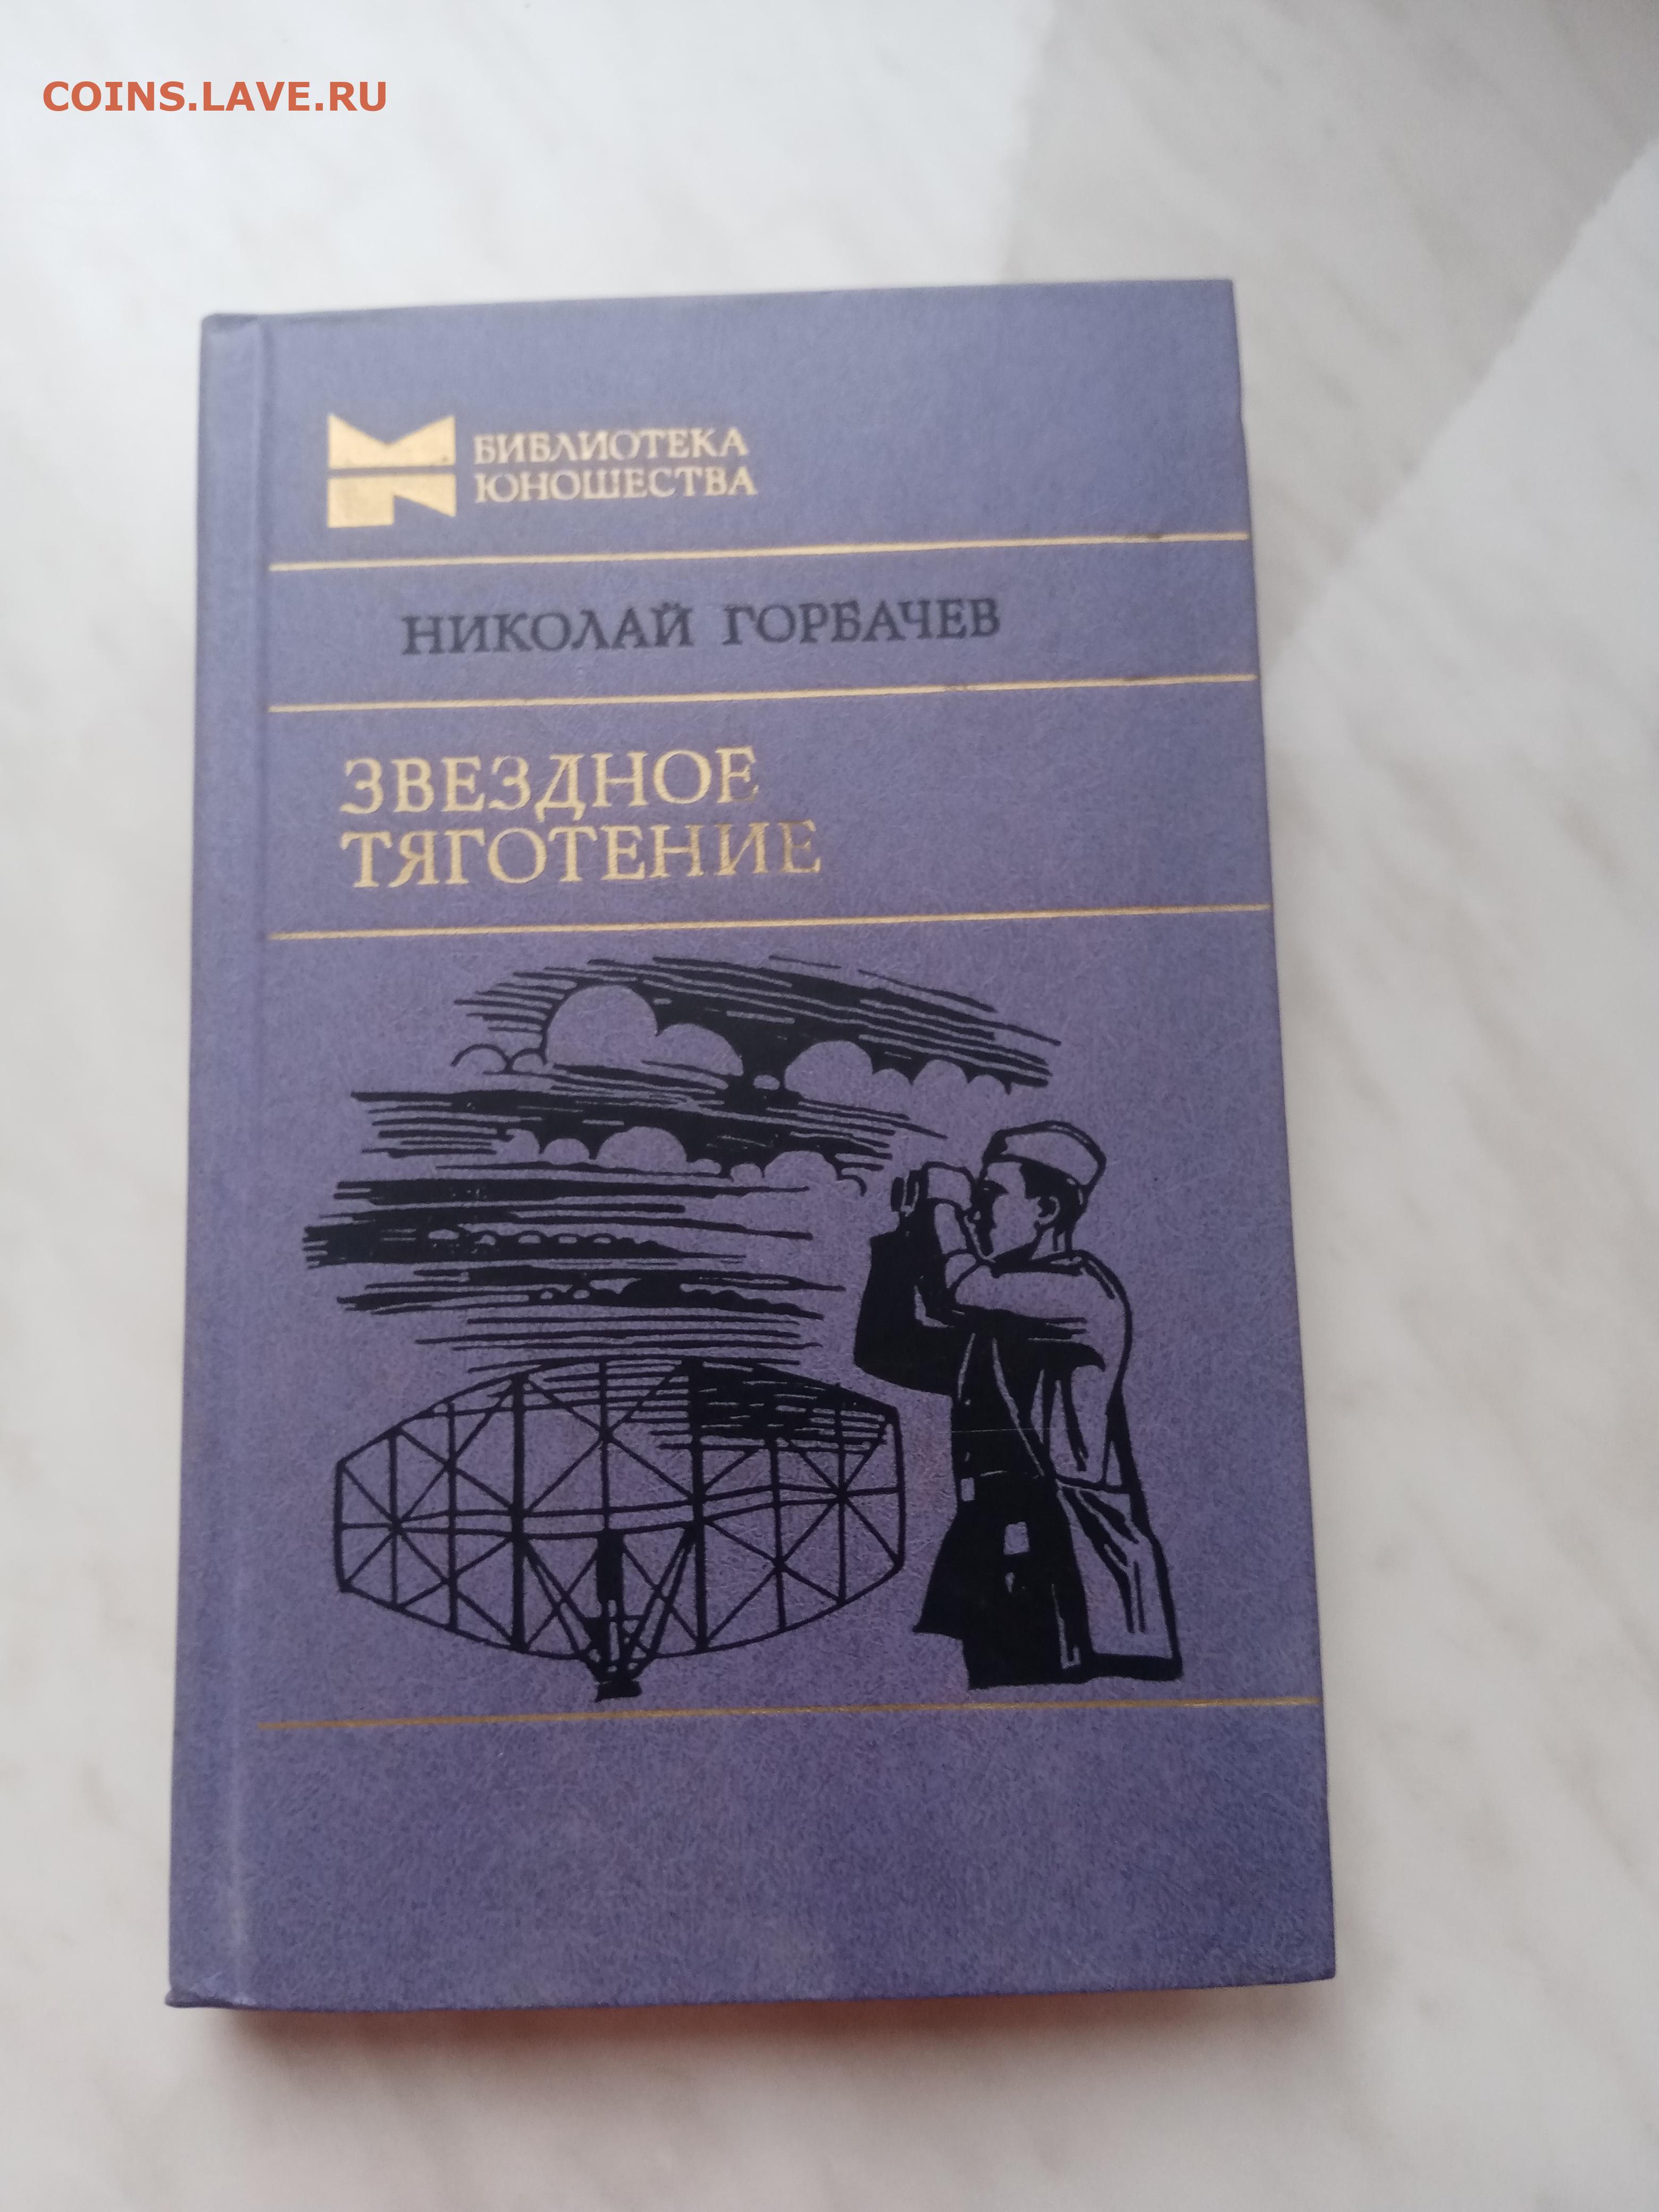 COINS.LAVE.RU
БИБЛИОТЕКА
ЮНОШЕСТВА
НИКОЛАЙ ГОРБАЧЕВ
ЗВЕЗДНОЕ
ТЯГОТЕНИЕ